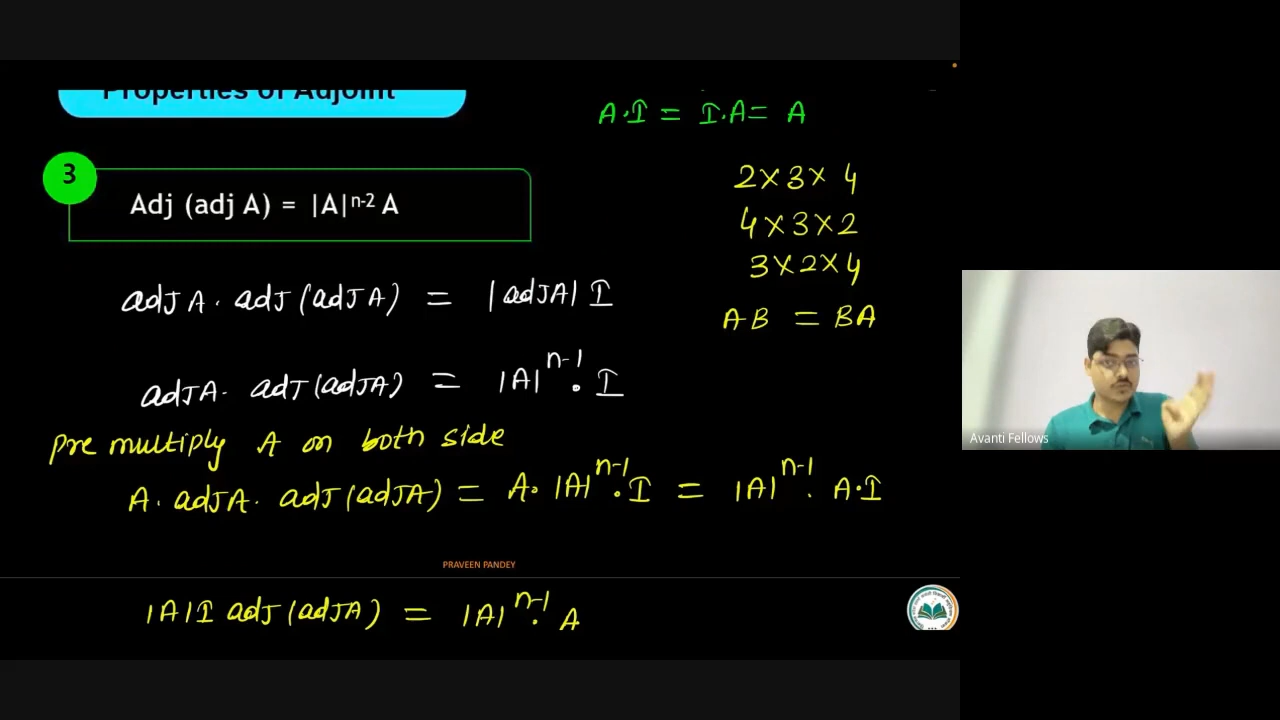 Properties of Adjoint
A·I = I·A = A
3
Adj (adj A) = |A|ⁿ⁻² A
2×3×4
4×3×2
3×2×4
AB = BA
adJ A · adJ (adJ A) = |adJA| I
adJA · adJ (adJA) = |A|ⁿ⁻¹ · I
Pre multiply A on both side
A · adJA · adJ (adJA) = A · |A|ⁿ⁻¹ · I = |A|ⁿ⁻¹ · A·I
PRAVEEN PANDEY
|A| I adJ (adJA) = |A|ⁿ⁻¹ · A
Avanti Fellows